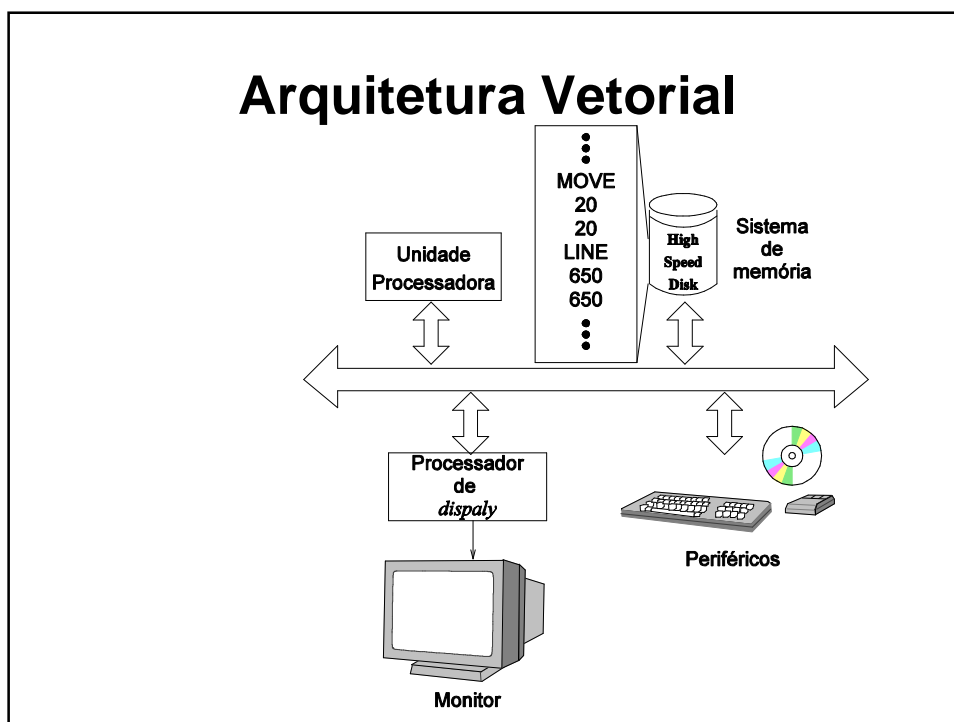 Arquitetura Vetorial
MOVE
20
20
LINE
650
650
High
Speed
Disk
Sistema
de
memória
Unidade
Processadora
Processador
de
dispaly
Periféricos
Monitor